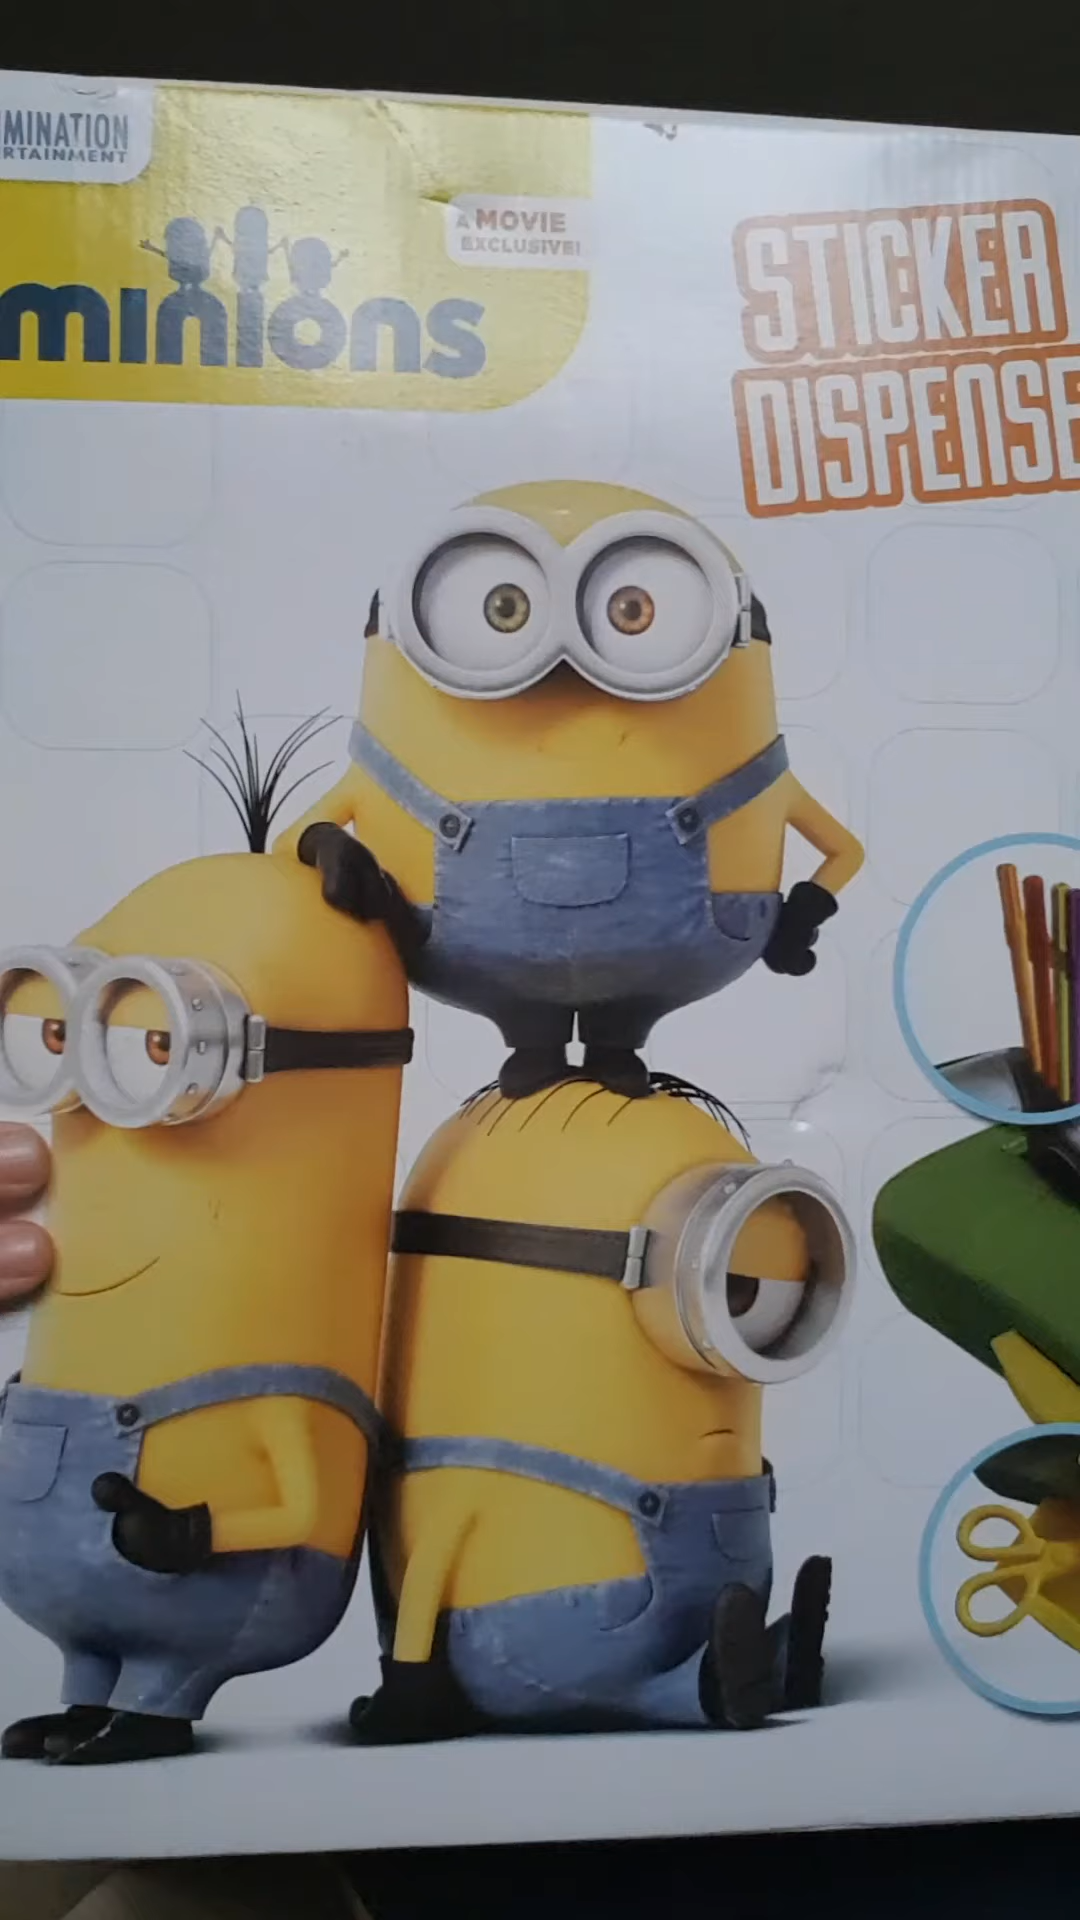 MINATION
RTAINMENT
minions
A MOVIE
EXCLUSIVE!
STICKER
DISPENSE